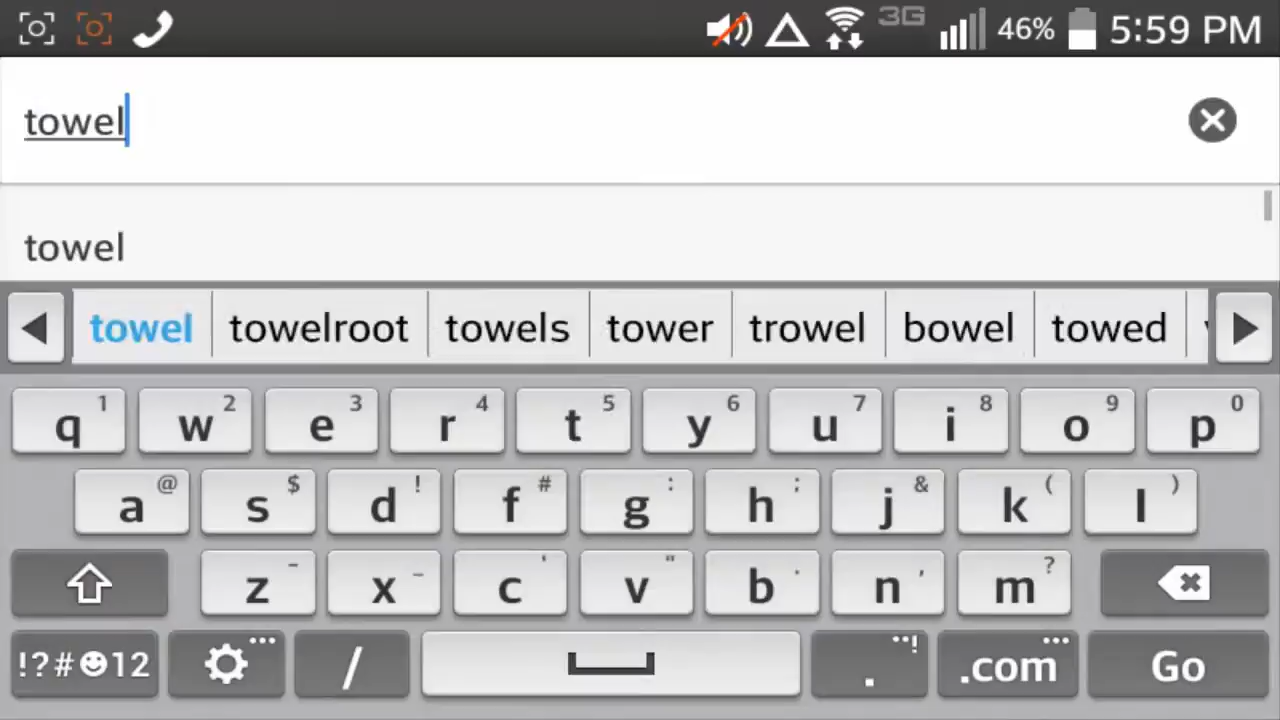 3G 46% 5:59 PM
towel
towel
towel towelroot towels tower trowel bowel towed
q 1 w 2 e 3 r 4 t 5 y 6 u 7 i 8 o 9 p 0
a @ s $ d ! f # g : h ; j & k ( l )
z - x _ c ' v " b . n , m ?
!?#☻12 ... / . ..! .com ... Go